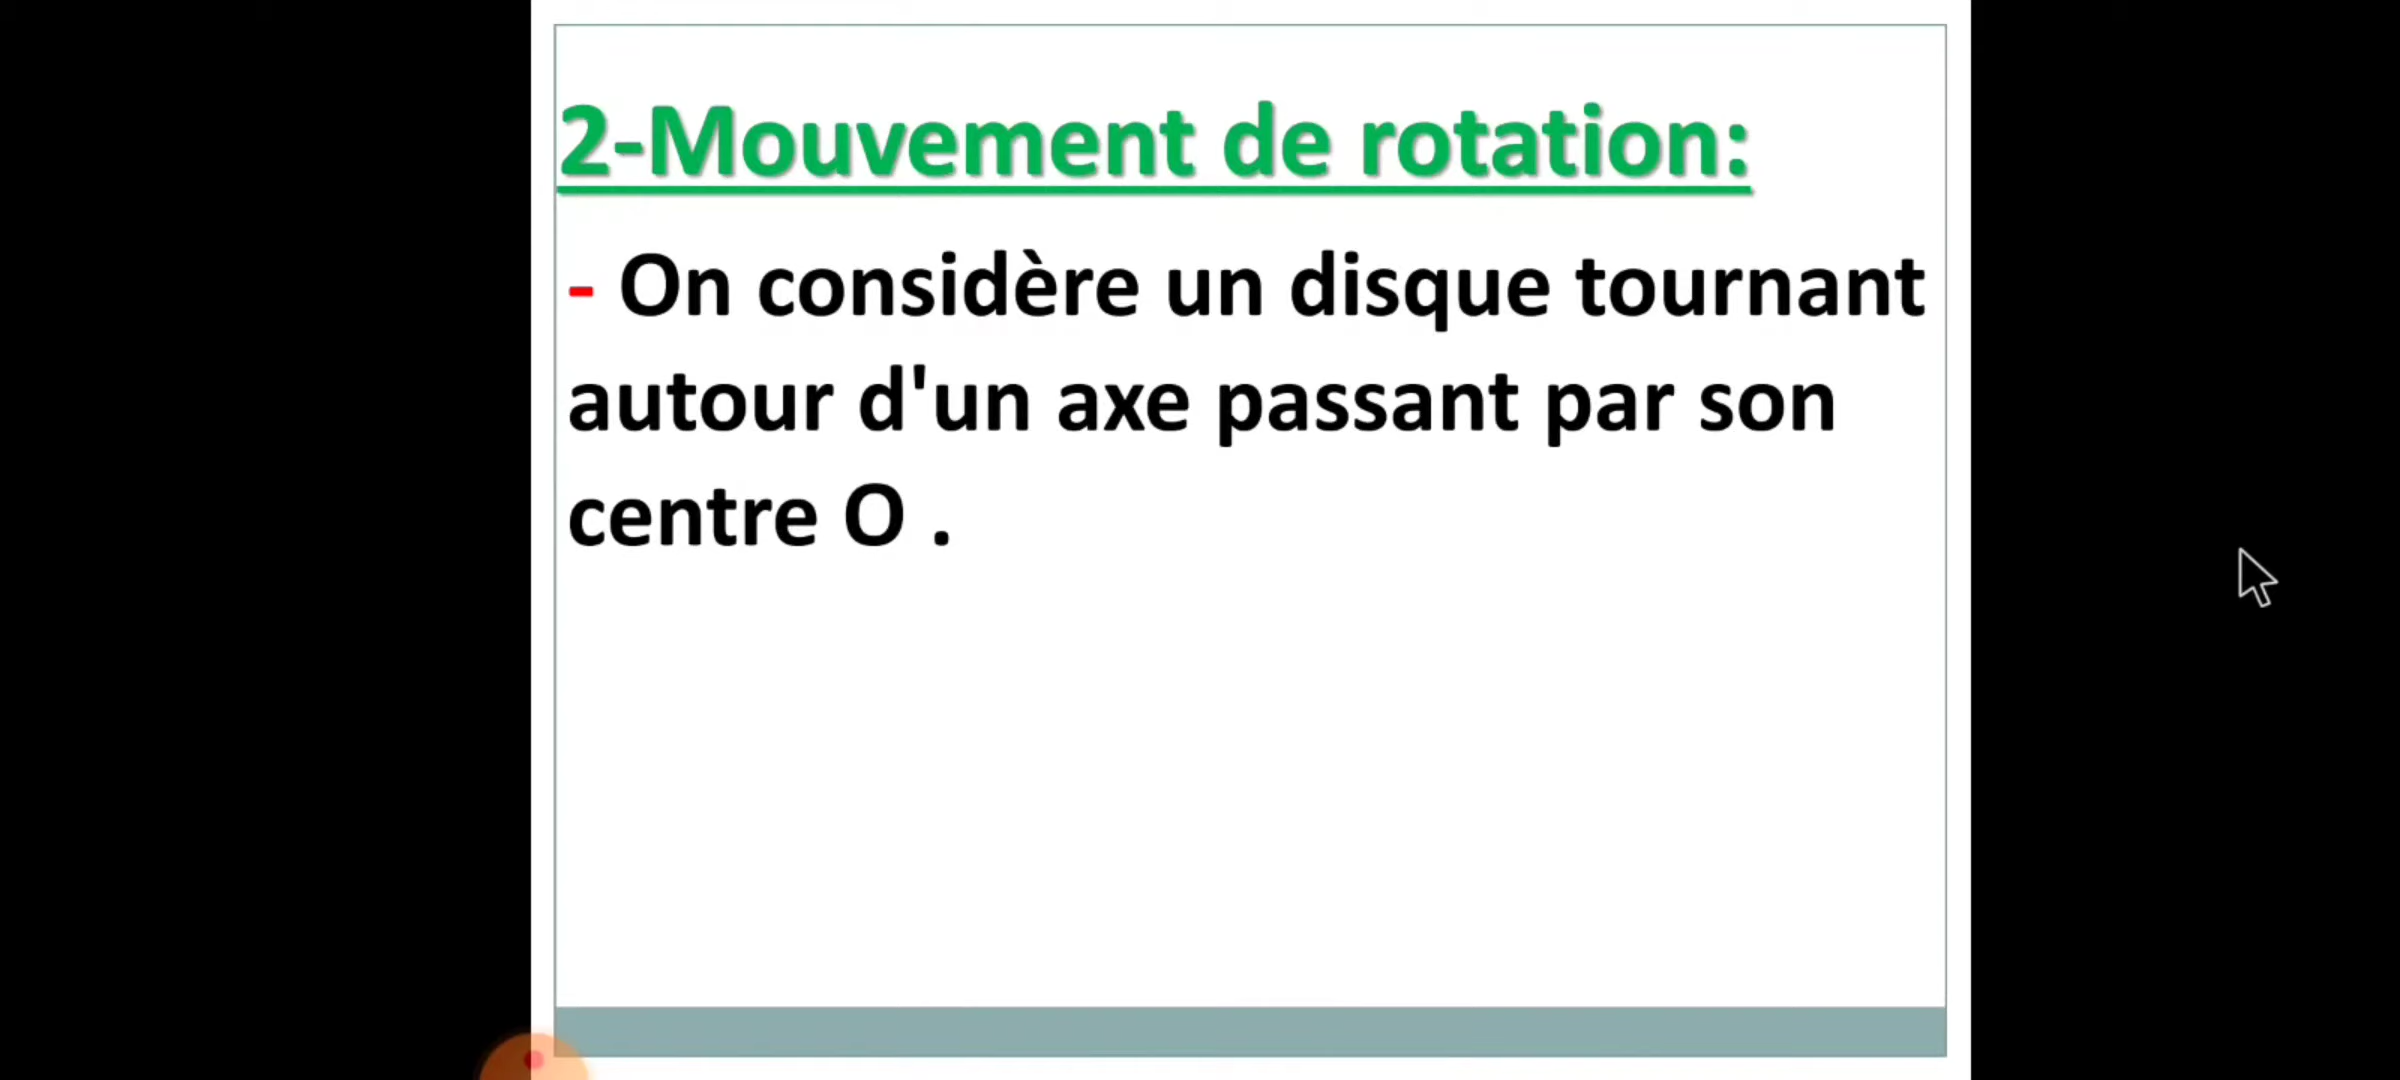 2-Mouvement de rotation:
- On considère un disque tournant
autour d'un axe passant par son
centre O .